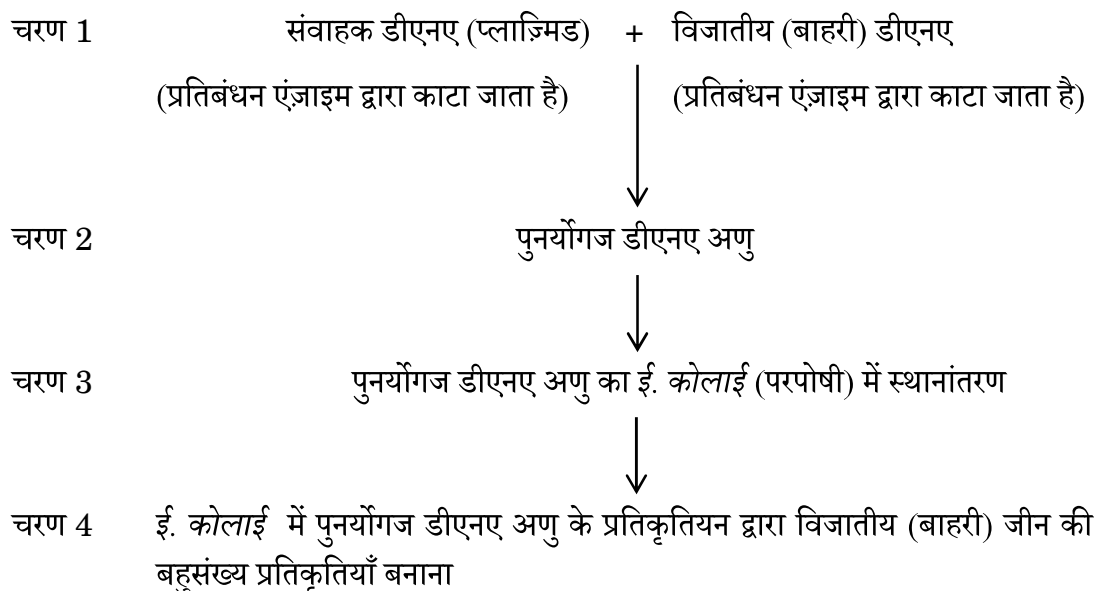 चरण 1 संवाहक डीएनए (प्लाज़्मिड) + विजातीय (बाहरी) डीएनए
(प्रतिबंधन एंज़ाइम द्वारा काटा जाता है) (प्रतिबंधन एंज़ाइम द्वारा काटा जाता है)
चरण 2 पुनर्योगज डीएनए अणु
चरण 3 पुनर्योगज डीएनए अणु का ई. कोलाई (परपोषी) में स्थानांतरण
चरण 4 ई. कोलाई में पुनर्योगज डीएनए अणु के प्रतिकृतियन द्वारा विजातीय (बाहरी) जीन की
बहुसंख्य प्रतिकृतियाँ बनाना